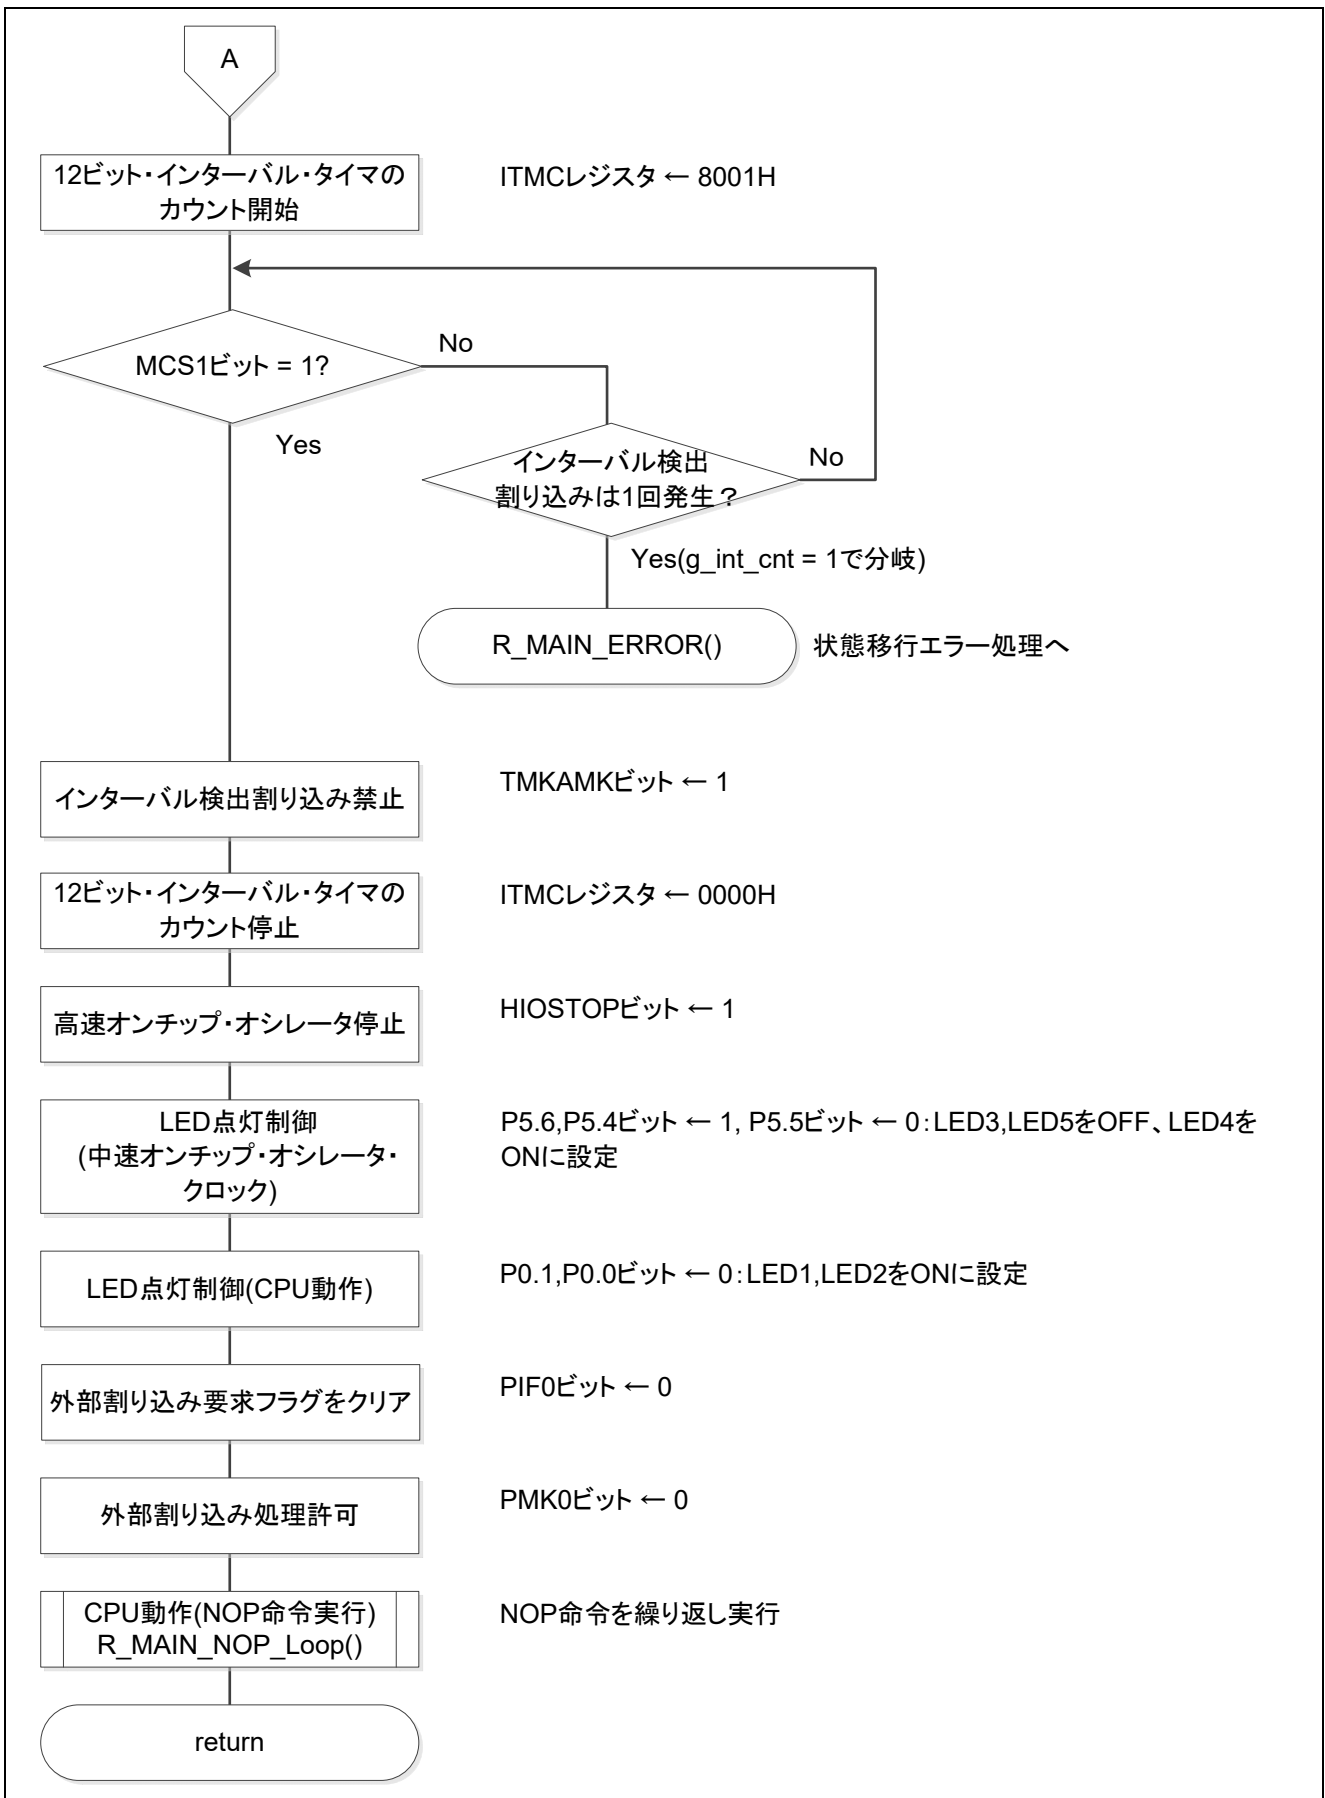 A
12ビット・インターバル・タイマの
カウント開始
ITMCレジスタ ← 8001H
MCS1ビット = 1?
No
Yes
インターバル検出
割り込みは1回発生？
No
Yes(g_int_cnt = 1で分岐)
R_MAIN_ERROR()
状態移行エラー処理へ
インターバル検出割り込み禁止
TMKAMKビット ← 1
12ビット・インターバル・タイマの
カウント停止
ITMCレジスタ ← 0000H
高速オンチップ・オシレータ停止
HIOSTOPビット ← 1
LED点灯制御
(中速オンチップ・オシレータ・
クロック)
P5.6,P5.4ビット ← 1, P5.5ビット ← 0：LED3,LED5をOFF、LED4を
ONに設定
LED点灯制御(CPU動作)
P0.1,P0.0ビット ← 0：LED1,LED2をONに設定
外部割り込み要求フラグをクリア
PIF0ビット ← 0
外部割り込み処理許可
PMK0ビット ← 0
CPU動作(NOP命令実行)
R_MAIN_NOP_Loop()
NOP命令を繰り返し実行
return